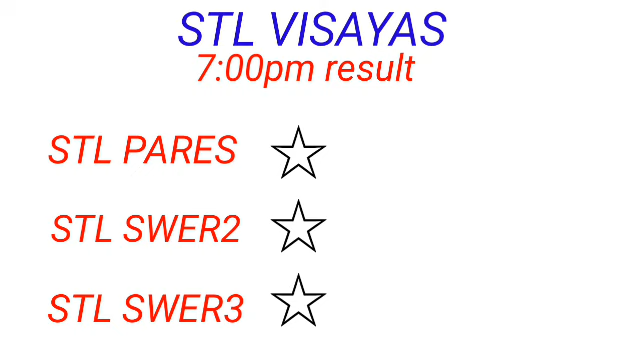 STL VISAYAS
7:00pm result
STL PARES
STL SWER2
STL SWER3